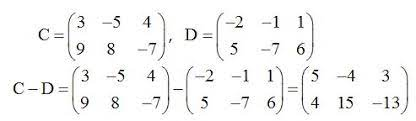 C = (3 −5 4 ; 9 8 −7), D = (−2 −1 1 ; 5 −7 6)
C − D = (3 −5 4 ; 9 8 −7) − (−2 −1 1 ; 5 −7 6) = (5 −4 3 ; 4 15 −13)